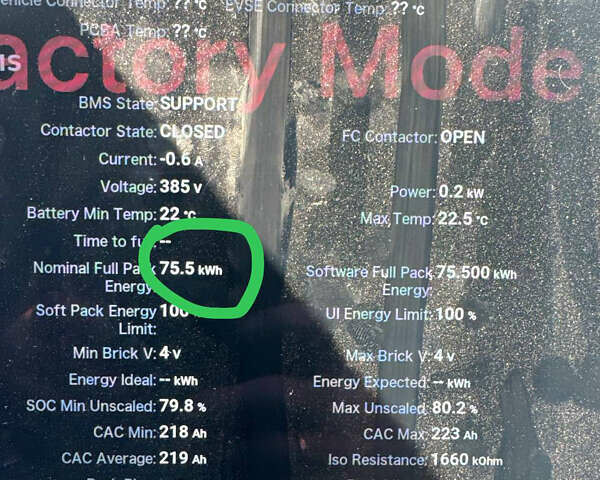 Vehicle Connector Temp: ?? °C EVSE Connector Temp: ?? °C
PCBA Temp: ?? °C
Factory Mode
BMS State: SUPPORT
Contactor State: CLOSED FC Contactor: OPEN
Current: -0.6 A
Voltage: 385 V Power: 0.2 kW
Battery Min Temp: 22 °C Max Temp: 22.5 °C
Time to full: --
Nominal Full Pack 75.5 kWh Software Full Pack 75.500 kWh
Energy: Energy:
Soft Pack Energy 100 UI Energy Limit: 100 %
Limit:
Min Brick V: 4 V Max Brick V: 4 V
Energy Ideal: -- kWh Energy Expected: -- kWh
SOC Min Unscaled: 79.8 % Max Unscaled: 80.2 %
CAC Min: 218 Ah CAC Max: 223 Ah
CAC Average: 219 Ah Iso Resistance: 1660 kOhm